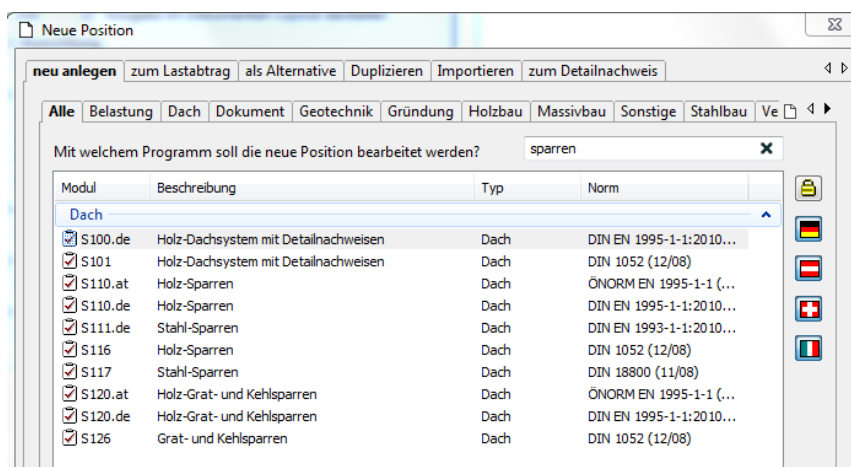 Neue Position
neu anlegen zum Lastabtrag als Alternative Duplizieren Importieren zum Detailnachweis
Alle Belastung Dach Dokument Geotechnik Gründung Holzbau Massivbau Sonstige Stahlbau Ve
Mit welchem Programm soll die neue Position bearbeitet werden? sparren
Modul Beschreibung Typ Norm
Dach
S100.de Holz-Dachsystem mit Detailnachweisen Dach DIN EN 1995-1-1:2010...
S101 Holz-Dachsystem mit Detailnachweisen Dach DIN 1052 (12/08)
S110.at Holz-Sparren Dach ÖNORM EN 1995-1-1 (...
S110.de Holz-Sparren Dach DIN EN 1995-1-1:2010...
S111.de Stahl-Sparren Dach DIN EN 1993-1-1:2010...
S116 Holz-Sparren Dach DIN 1052 (12/08)
S117 Stahl-Sparren Dach DIN 18800 (11/08)
S120.at Holz-Grat- und Kehlsparren Dach ÖNORM EN 1995-1-1 (...
S120.de Holz-Grat- und Kehlsparren Dach DIN EN 1995-1-1:2010...
S126 Grat- und Kehlsparren Dach DIN 1052 (12/08)